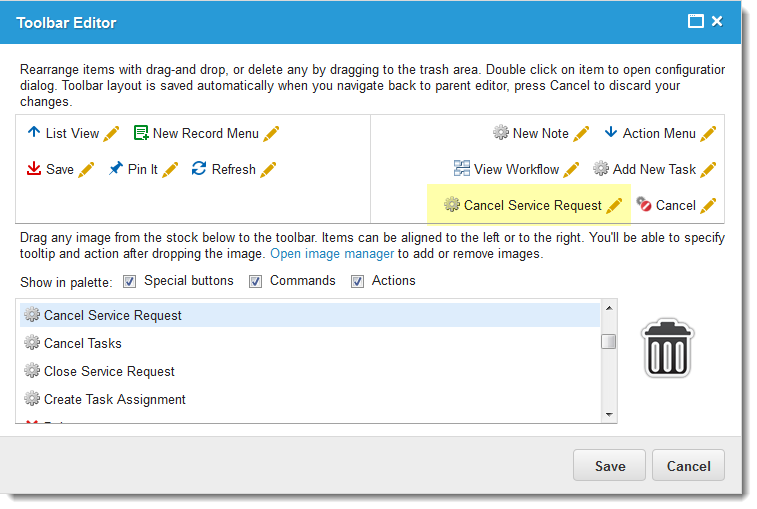 Toolbar Editor
Rearrange items with drag-and drop, or delete any by dragging to the trash area. Double click on item to open configuratior
dialog. Toolbar layout is saved automatically when you navigate back to parent editor, press Cancel to discard your
changes.
List View New Record Menu New Note Action Menu
Save Pin It Refresh View Workflow Add New Task
Cancel Service Request Cancel
Drag any image from the stock below to the toolbar. Items can be aligned to the left or to the right. You'll be able to specify
tooltip and action after dropping the image. Open image manager to add or remove images.
Show in palette: Special buttons Commands Actions
Cancel Service Request
Cancel Tasks
Close Service Request
Create Task Assignment
Save Cancel